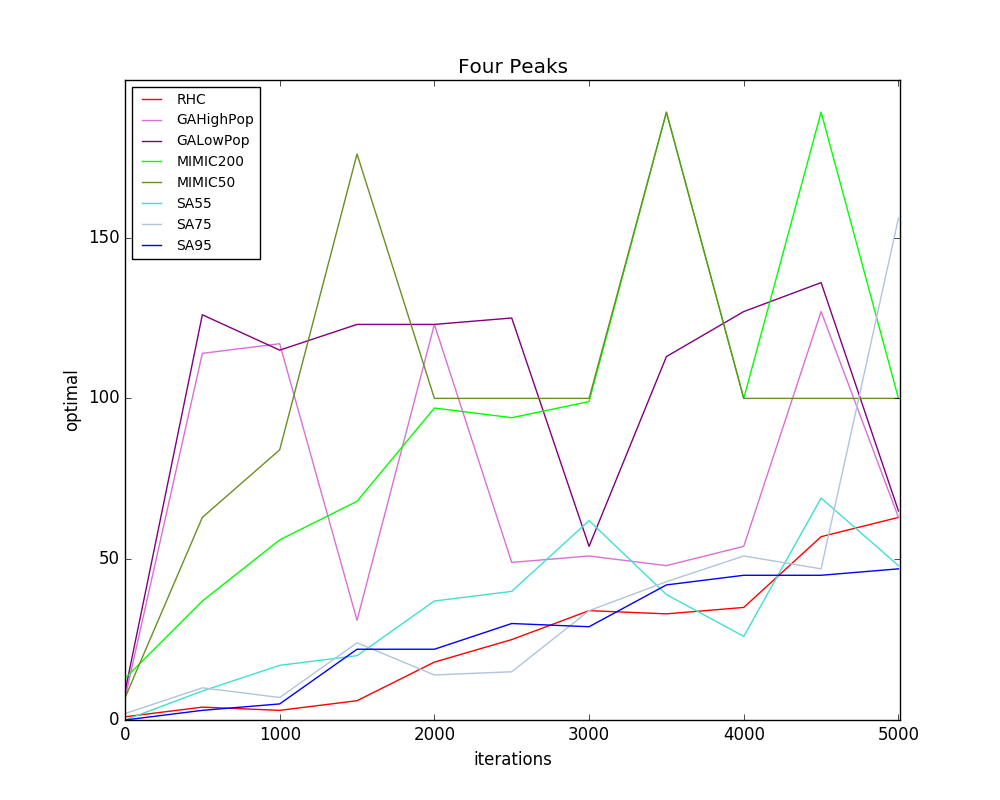 Four Peaks
RHC
GAHighPop
GALowPop
MIMIC200
MIMIC50
SA55
SA75
SA95
150
100
50
0
optimal
0 1000 2000 3000 4000 5000
iterations